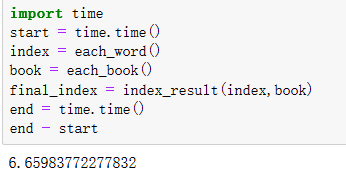 import time
start = time.time()
index = each_word()
book = each_book()
final_index = index_result(index,book)
end = time.time()
end - start
6.65983772277832